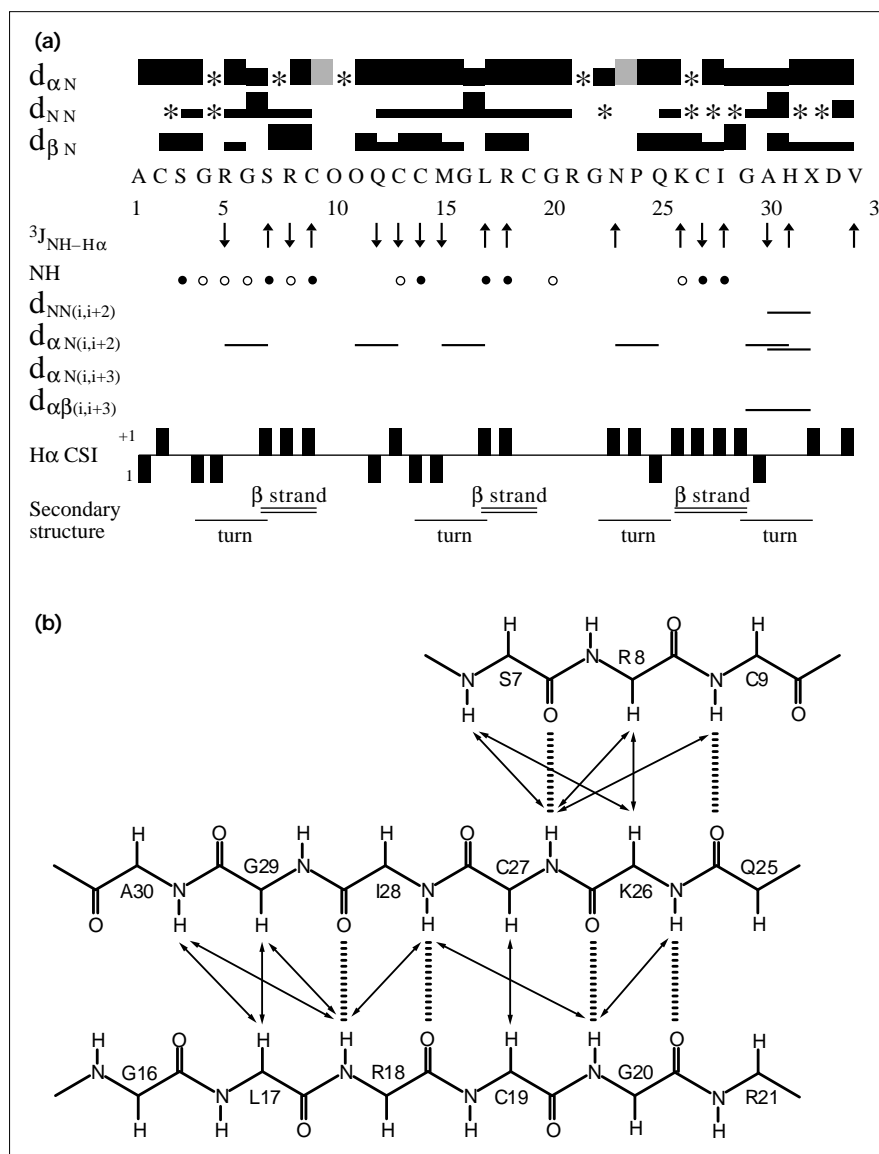 (a)
dαN * * * * *
dNN * * * * * * * *
dβN
A C S G R G S R C O O Q C C M G L R C G R G N P Q K C I G A H X D V
1 5 10 15 20 25 30 3
³J NH–Hα
NH
dNN(i,i+2)
dαN(i,i+2)
dαN(i,i+3)
dαβ(i,i+3)
+1
Hα CSI
1
β strand β strand β strand
Secondary structure
turn turn turn turn
(b)
H H O H
N S7 R8 N C9
H O H H O
H O H O H H O
A30 N G29 N I28 N C27 N K26 N Q25
O H H O H H O H H
H O H H O H H O H
N G16 L17 N R18 C19 N G20 R21
H N O H N O H N H